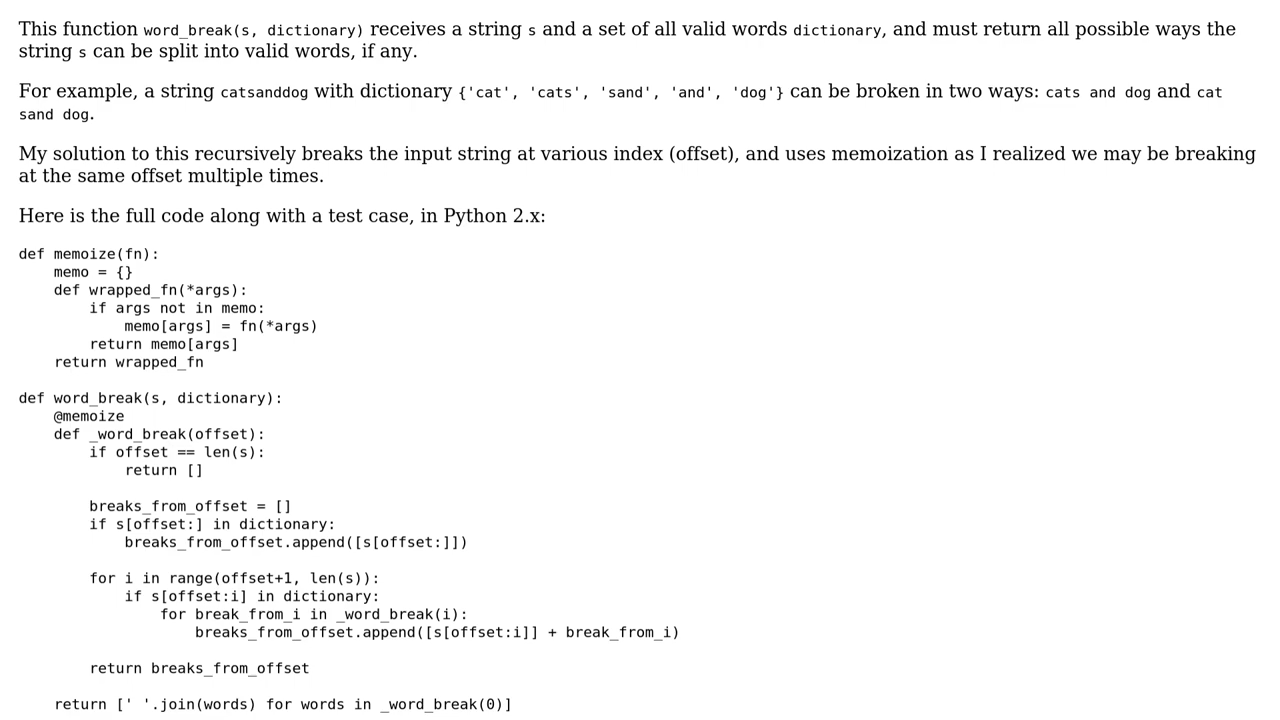 This function word_break(s, dictionary) receives a string s and a set of all valid words dictionary, and must return all possible ways the
string s can be split into valid words, if any.
For example, a string catsanddog with dictionary {'cat', 'cats', 'sand', 'and', 'dog'} can be broken in two ways: cats and dog and cat
sand dog.
My solution to this recursively breaks the input string at various index (offset), and uses memoization as I realized we may be breaking
at the same offset multiple times.
Here is the full code along with a test case, in Python 2.x:
def memoize(fn):
    memo = {}
    def wrapped_fn(*args):
        if args not in memo:
            memo[args] = fn(*args)
        return memo[args]
    return wrapped_fn

def word_break(s, dictionary):
    @memoize
    def _word_break(offset):
        if offset == len(s):
            return []

        breaks_from_offset = []
        if s[offset:] in dictionary:
            breaks_from_offset.append([s[offset:]])

        for i in range(offset+1, len(s)):
            if s[offset:i] in dictionary:
                for break_from_i in _word_break(i):
                    breaks_from_offset.append([s[offset:i]] + break_from_i)

        return breaks_from_offset

    return [' '.join(words) for words in _word_break(0)]